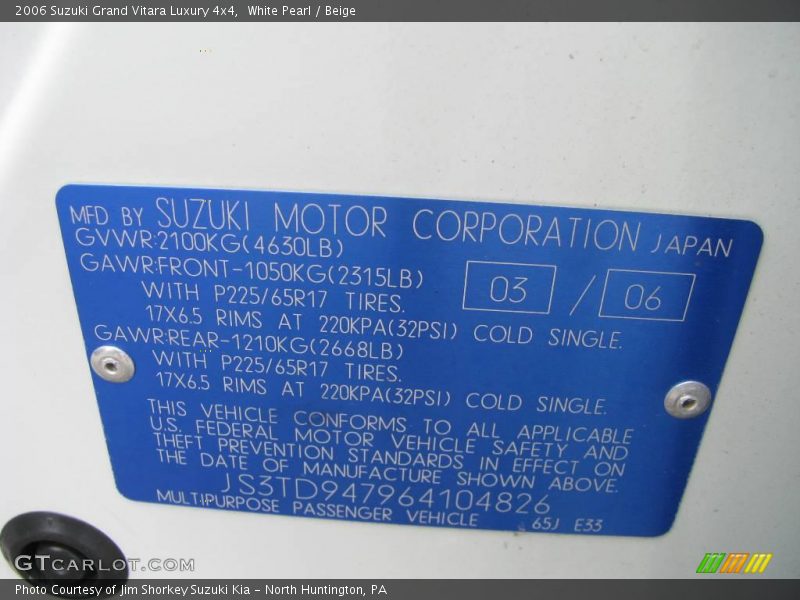 2006 Suzuki Grand Vitara Luxury 4x4,  White Pearl / Beige
MFD BY SUZUKI MOTOR CORPORATION JAPAN
GVWR:2100KG(4630LB)
GAWR:FRONT-1050KG(2315LB)
03 / 06
WITH P225/65R17 TIRES.
17X6.5 RIMS AT 220KPA(32PSI) COLD SINGLE.
GAWR:REAR-1210KG(2668LB)
WITH P225/65R17 TIRES.
17X6.5 RIMS AT 220KPA(32PSI) COLD SINGLE.
THIS VEHICLE CONFORMS TO ALL APPLICABLE
U.S. FEDERAL MOTOR VEHICLE SAFETY AND
THEFT PREVENTION STANDARDS IN EFFECT ON
THE DATE OF MANUFACTURE SHOWN ABOVE.
JS3TD947964104826
MULTIPURPOSE PASSENGER VEHICLE 65J E33
GTCARLOT.COM
Photo Courtesy of Jim Shorkey Suzuki Kia - North Huntington, PA